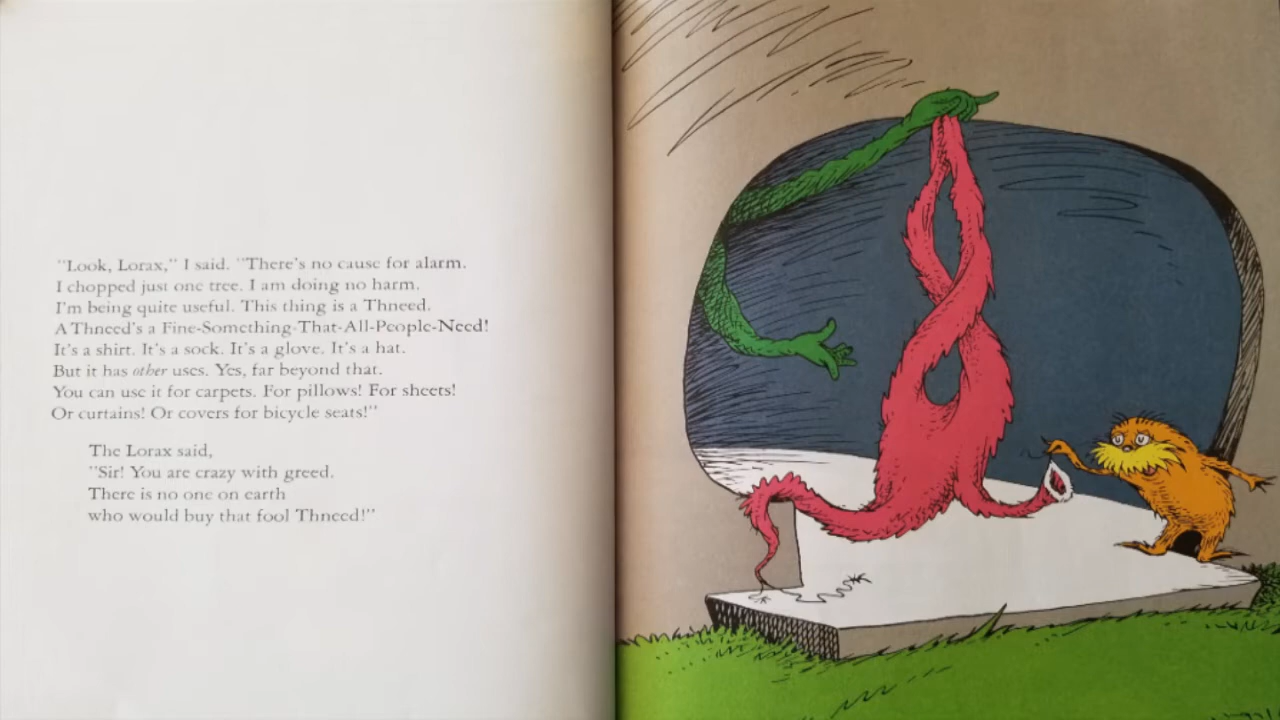 "Look, Lorax," I said. "There's no cause for alarm.
I chopped just one tree. I am doing no harm.
I'm being quite useful. This thing is a Thneed.
A Thneed's a Fine-Something-That-All-People-Need!
It's a shirt. It's a sock. It's a glove. It's a hat.
But it has other uses. Yes, far beyond that.
You can use it for carpets. For pillows! For sheets!
Or curtains! Or covers for bicycle seats!"
The Lorax said,
"Sir! You are crazy with greed.
There is no one on earth
who would buy that fool Thneed!"